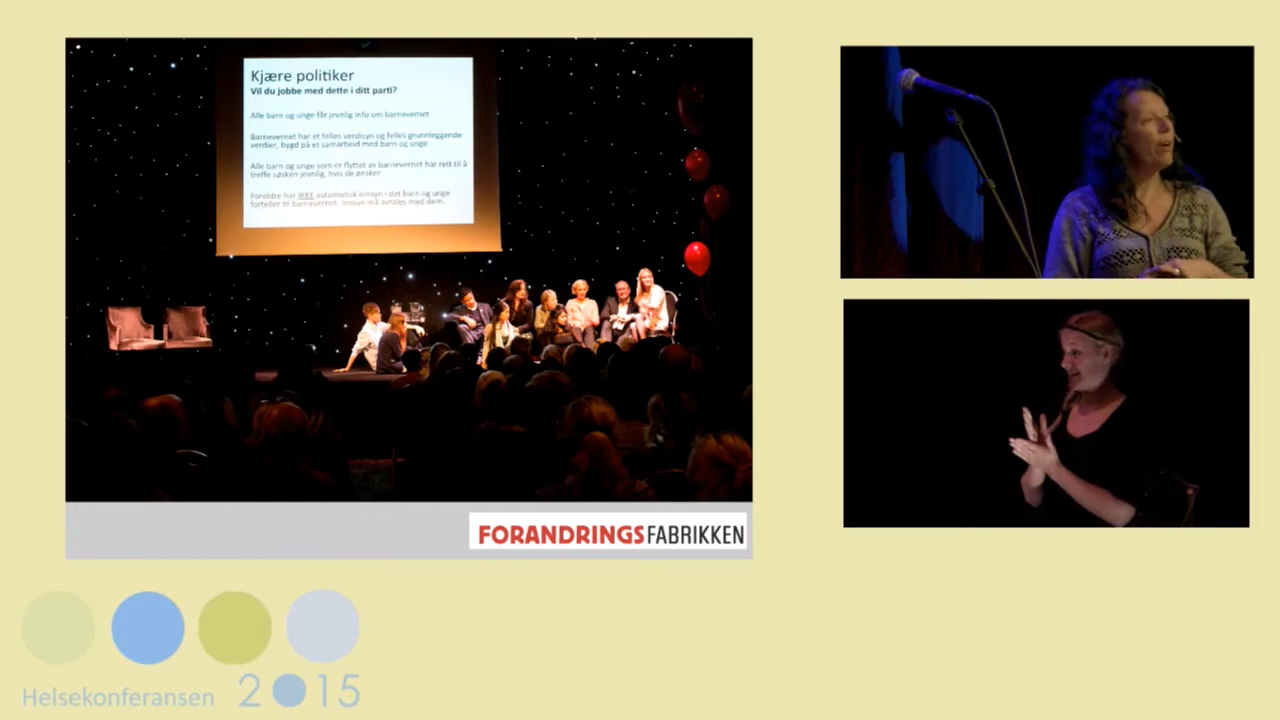 Kjære politiker
Vil du jobbe med dette i ditt parti?
Alle barn og unge får jevnlig info om barnevernet
Barnevernet har et felles verdisyn og felles grunnleggende
verdier, bygd på et samarbeid med barn og unge
Alle barn og unge som er flyttet av barnevernet har rett til å
treffe søsken jevnlig, hvis de ønsker
Foreldre har IKKE automatisk innsyn i det barn og unge
forteller til barnevernet. Innsyn må avtales med dem.
FORANDRINGSFABRIKKEN
Helsekonferansen 2015